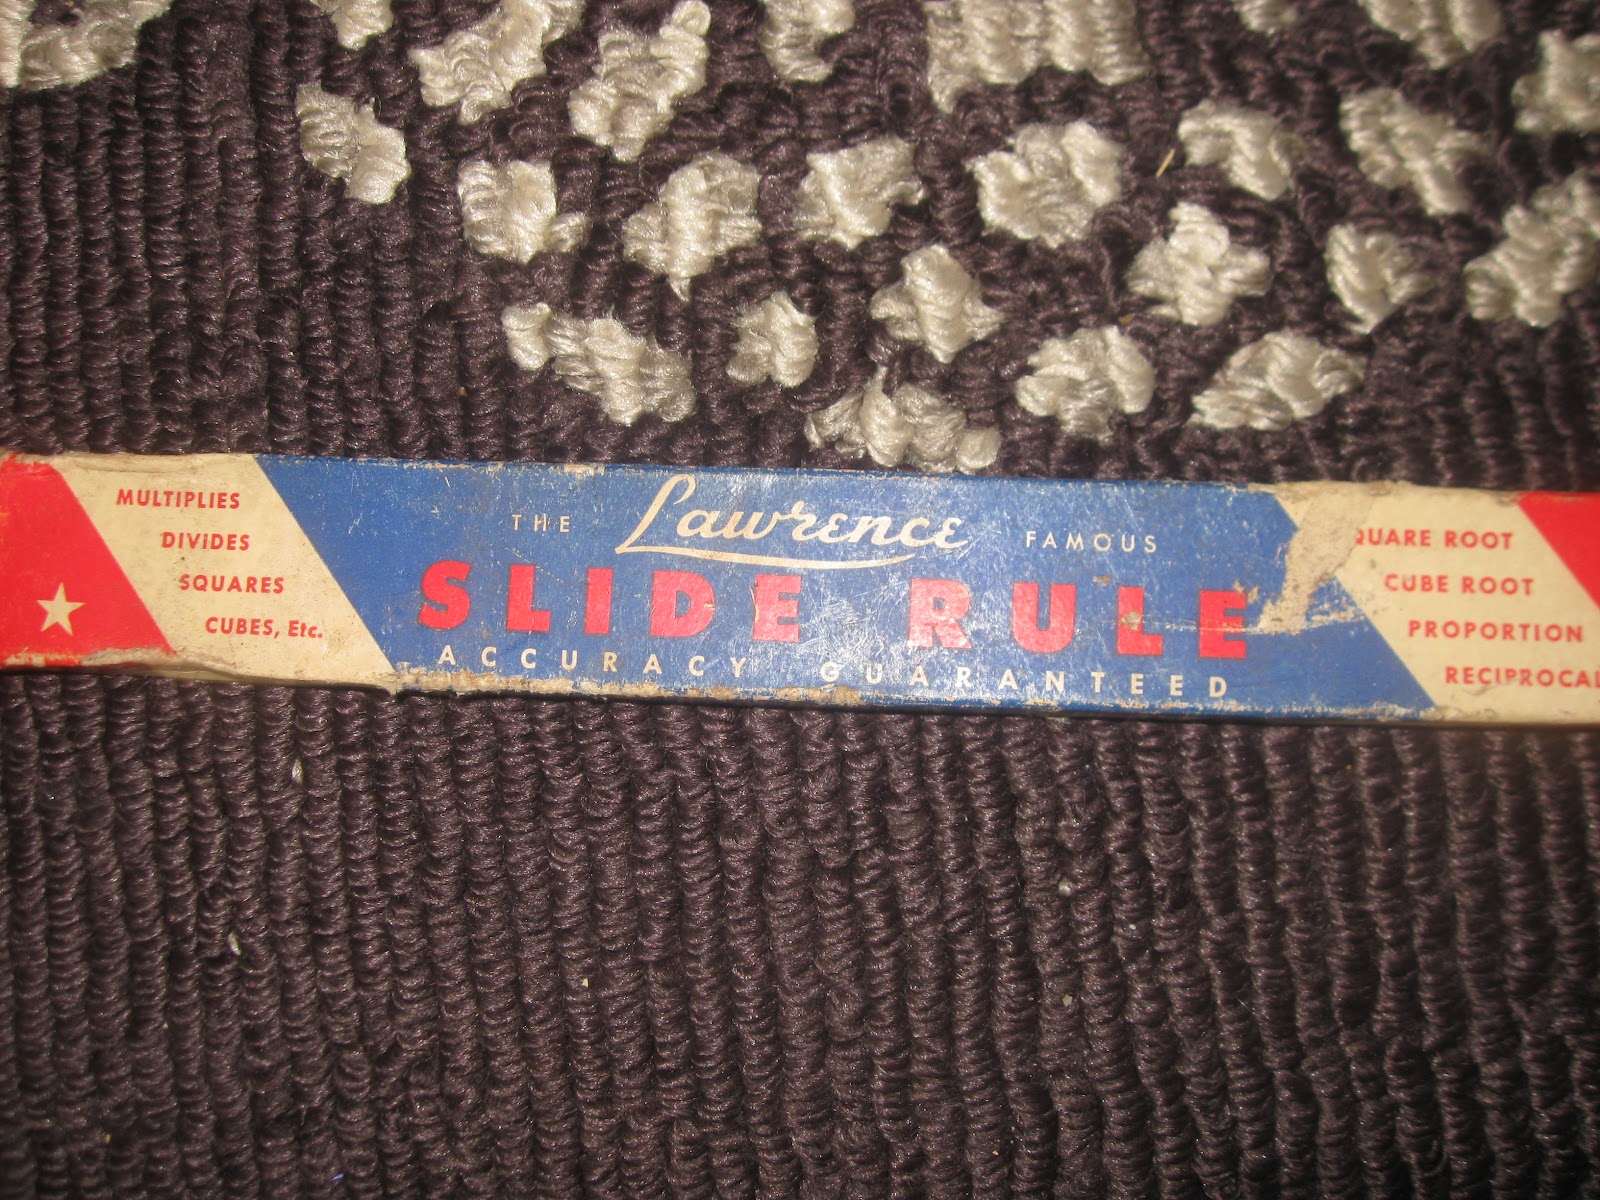 MULTIPLIES
DIVIDES
SQUARES
CUBES, Etc.
THE Lawrence FAMOUS
SLIDE RULE
ACCURACY GUARANTEED
QUARE ROOT
CUBE ROOT
PROPORTION
RECIPROCAL